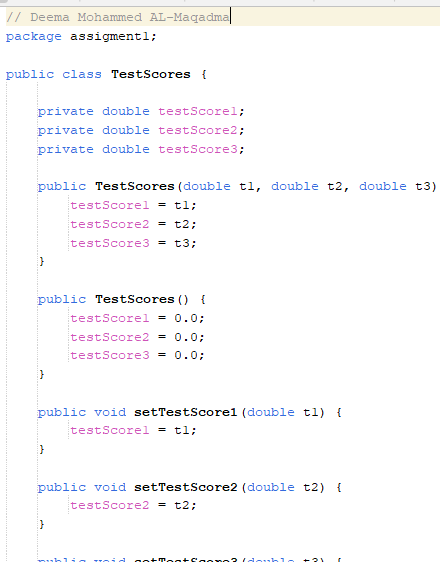 // Deema Mohammed AL-Maqadma
package assigment1;
public class TestScores {
private double testScore1;
private double testScore2;
private double testScore3;
public TestScores(double t1, double t2, double t3)
testScore1 = t1;
testScore2 = t2;
testScore3 = t3;
}
public TestScores() {
testScore1 = 0.0;
testScore2 = 0.0;
testScore3 = 0.0;
}
public void setTestScore1(double t1) {
testScore1 = t1;
}
public void setTestScore2(double t2) {
testScore2 = t2;
}
public void setTestScore3(double t3) {